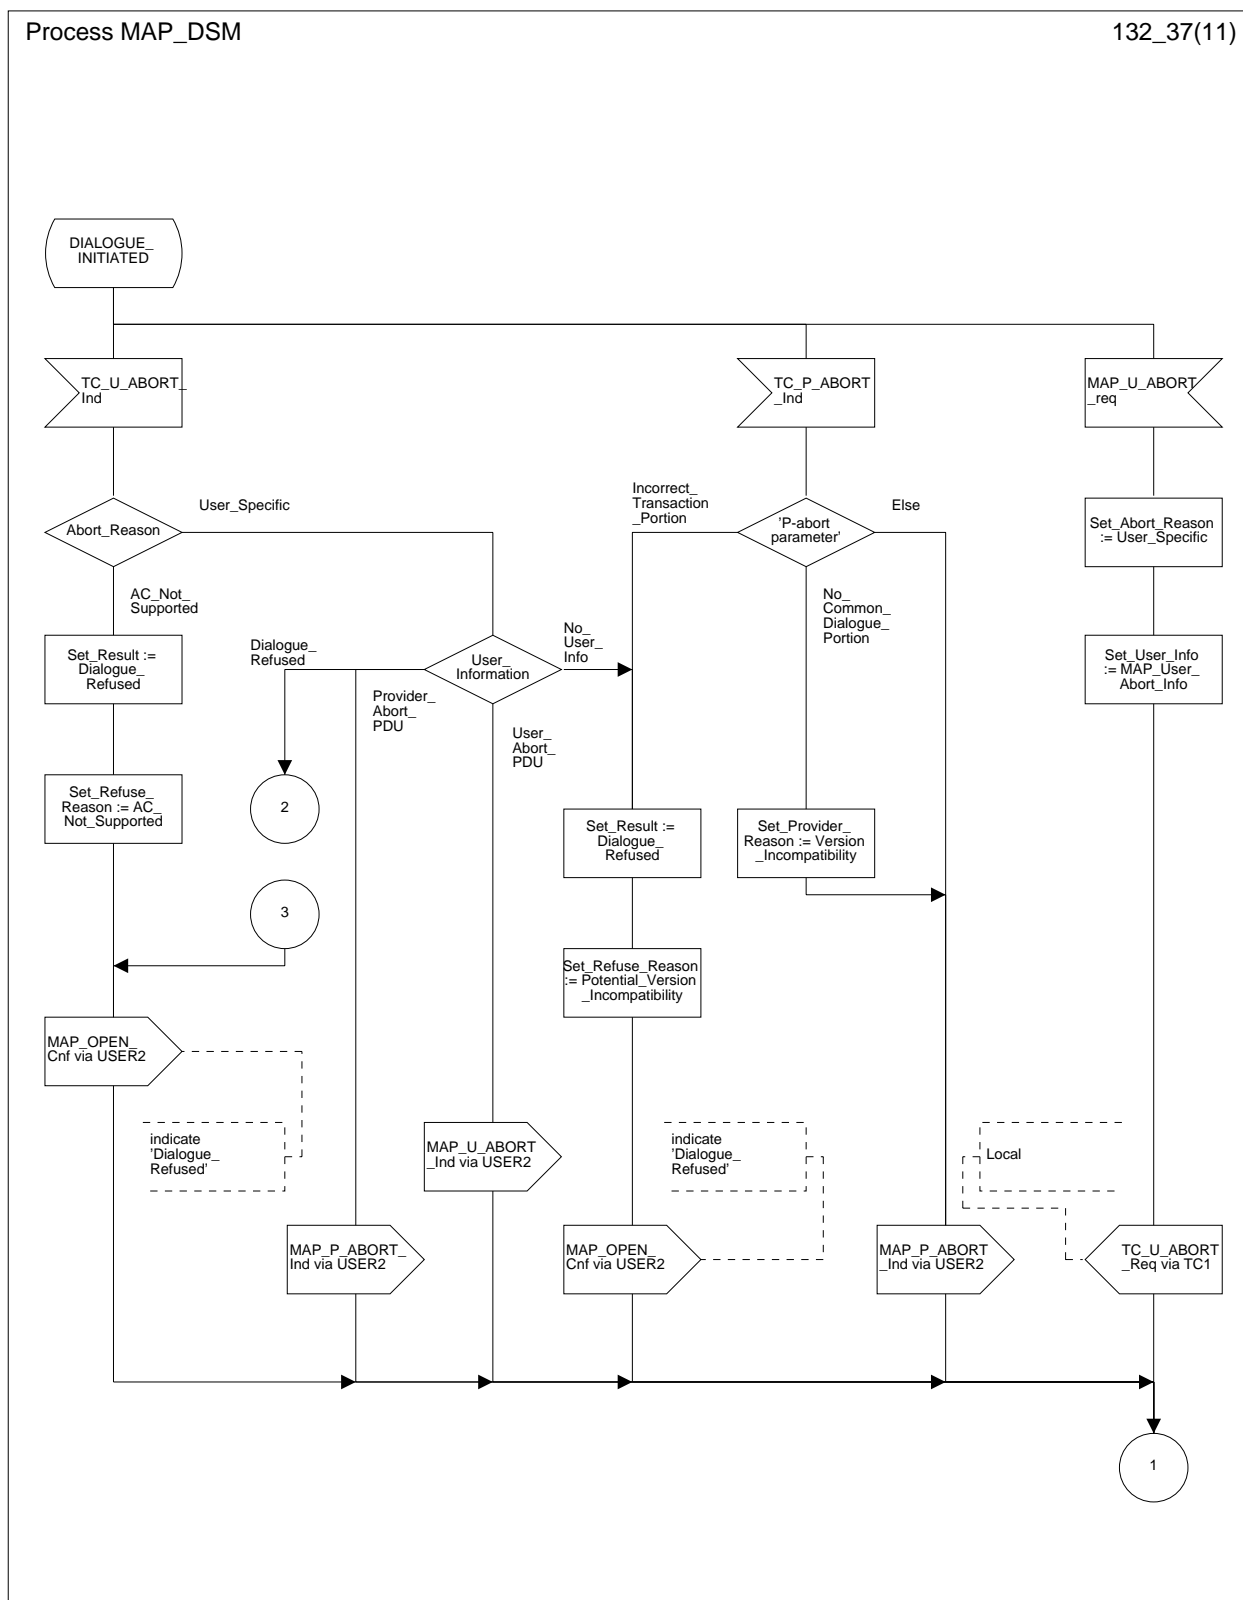 Process MAP_DSM
132_37(11)
DIALOGUE_
INITIATED
TC_U_ABORT_
Ind
TC_P_ABORT
_Ind
MAP_U_ABORT
_req
Abort_Reason
User_Specific
AC_Not_
Supported
Incorrect_
Transaction
_Portion
'P-abort
parameter'
Else
No_
Common_
Dialogue_
Portion
Set_Abort_Reason
:= User_Specific
Set_Result :=
Dialogue_
Refused
Dialogue_
Refused
Provider_
Abort_
PDU
User_
Information
No_
User_
Info
User_
Abort_
PDU
Set_User_Info
:= MAP_User_
Abort_Info
Set_Refuse_
Reason := AC_
Not_Supported
2
Set_Result :=
Dialogue_
Refused
Set_Provider_
Reason := Version
_Incompatibility
3
Set_Refuse_Reason
:= Potential_Version
_Incompatibility
MAP_OPEN_
Cnf via USER2
indicate
'Dialogue_
Refused'
MAP_U_ABORT
_Ind via USER2
indicate
'Dialogue_
Refused'
Local
MAP_P_ABORT_
Ind via USER2
MAP_OPEN_
Cnf via USER2
MAP_P_ABORT
_Ind via USER2
TC_U_ABORT
_Req via TC1
1